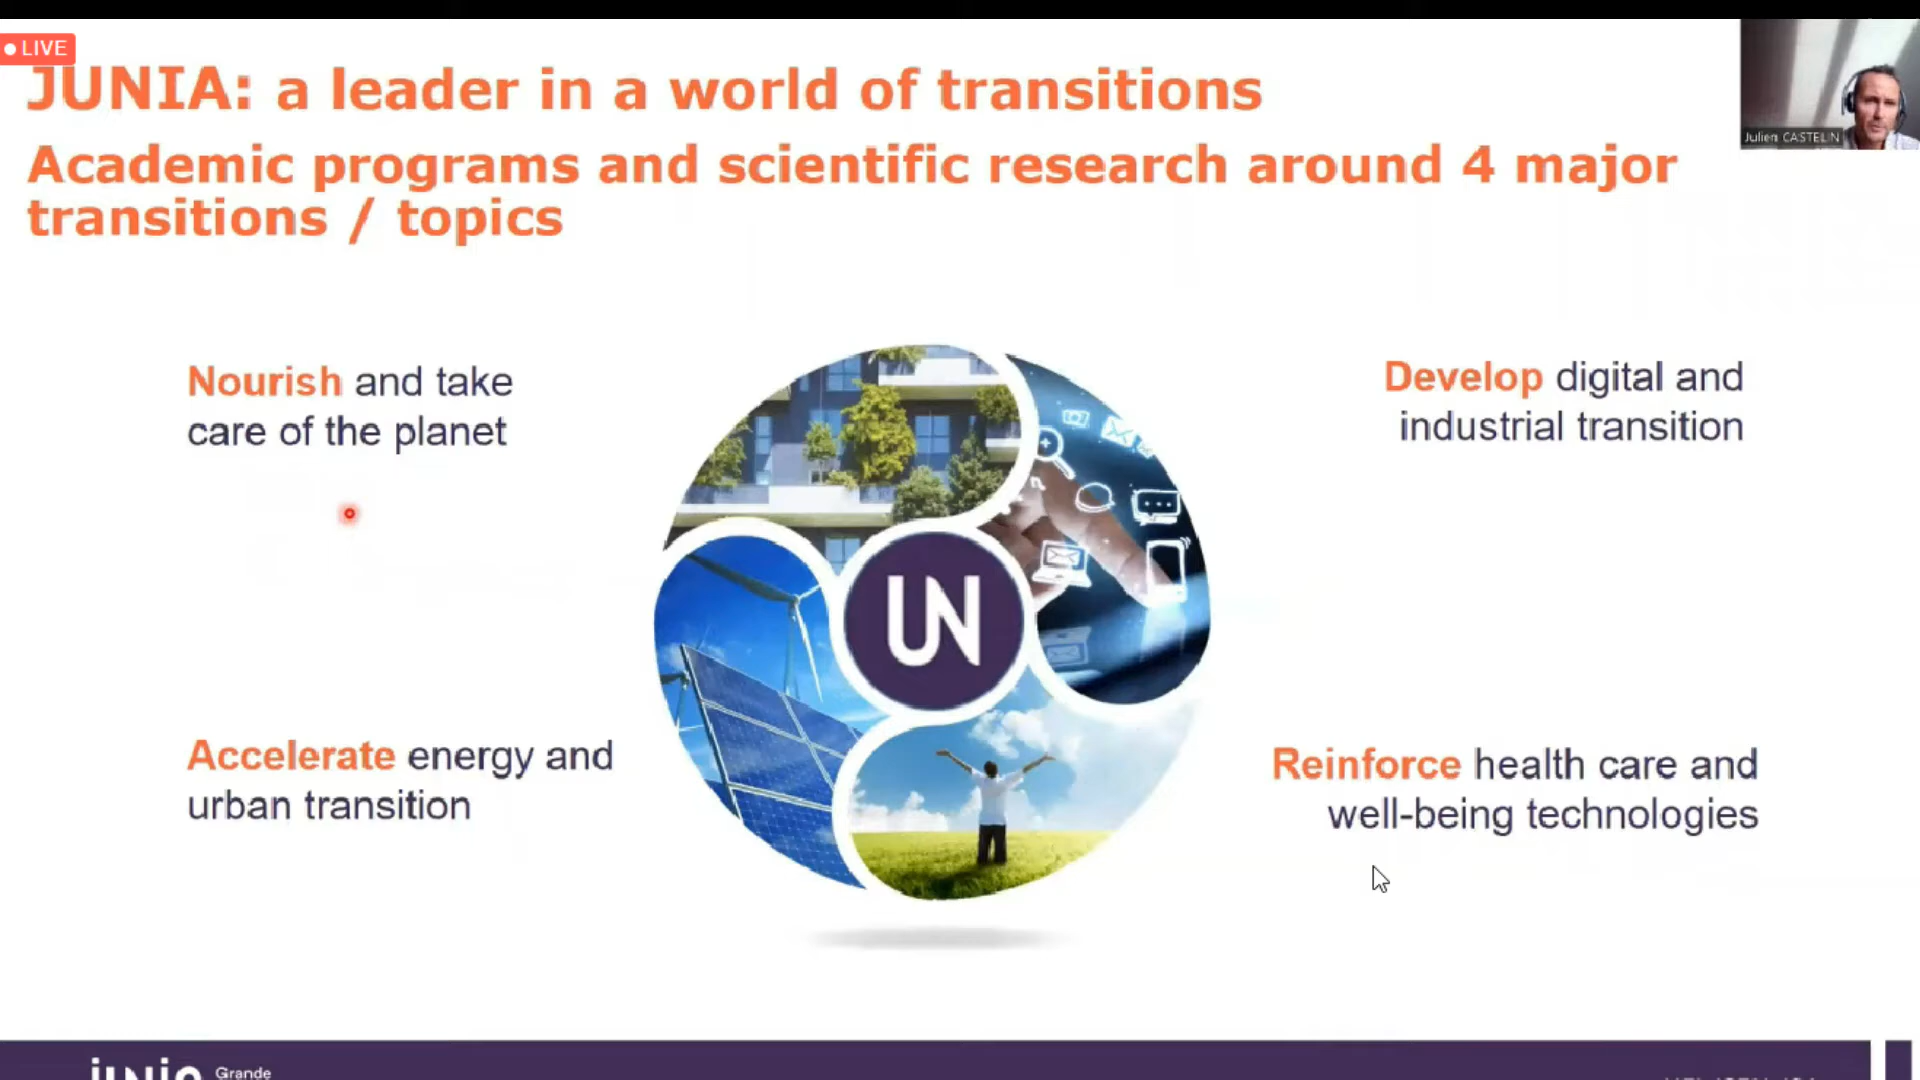 LIVE
JUNIA: a leader in a world of transitions
Academic programs and scientific research around 4 major
transitions / topics
Julien CASTELIN
Nourish and take
care of the planet
Develop digital and
industrial transition
UN
Accelerate energy and
urban transition
Reinforce health care and
well-being technologies
junia Grande